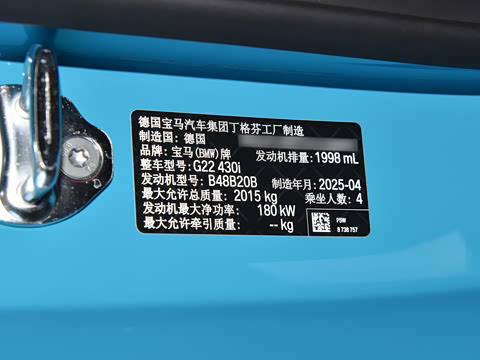 德国宝马汽车集团丁格芬工厂制造
制造国: 德国
品牌: 宝马(BMW)牌 发动机排量: 1998 mL
整车型号: G22 430i
发动机型号: B48B20B 制造年月: 2025-04
最大允许总质量: 2015 kg 乘坐人数: 4
发动机最大净功率: 180 kW
最大允许牵引质量: -- kg
PSW
8 738 757